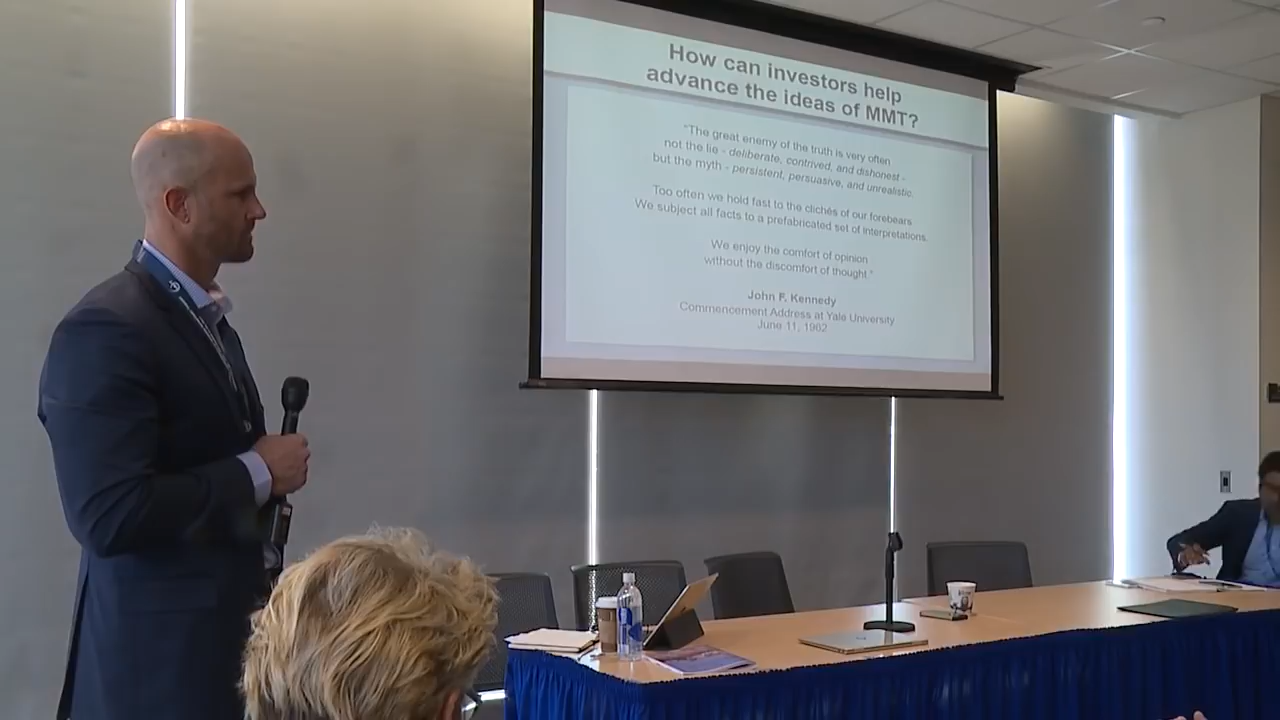 How can investors help
advance the ideas of MMT?
"The great enemy of the truth is very often
not the lie - deliberate, contrived, and dishonest -
but the myth - persistent, persuasive, and unrealistic.
Too often we hold fast to the clichés of our forebears
We subject all facts to a prefabricated set of interpretations.
We enjoy the comfort of opinion
without the discomfort of thought."
John F. Kennedy
Commencement Address at Yale University
June 11, 1962